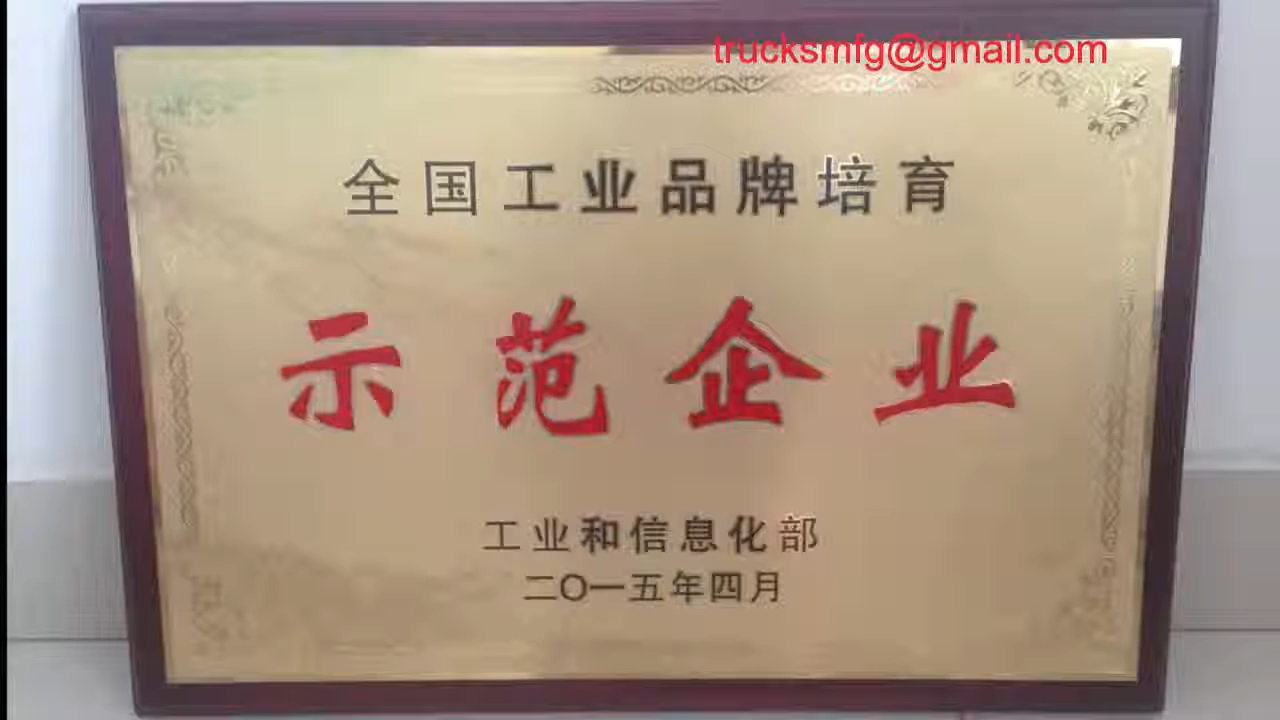 trucksmfg@gmail.com
全国工业品牌培育
示范企业
工业和信息化部
二〇一五年四月